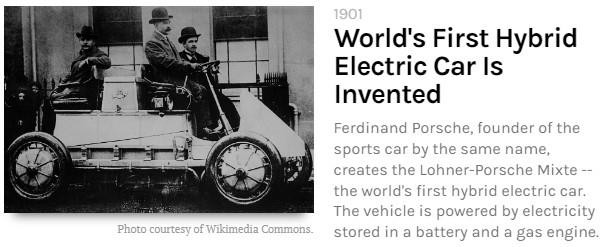 1901
World's First Hybrid
Electric Car Is
Invented
Ferdinand Porsche, founder of the
sports car by the same name,
creates the Lohner-Porsche Mixte --
the world's first hybrid electric car.
The vehicle is powered by electricity
stored in a battery and a gas engine.
Photo courtesy of Wikimedia Commons.